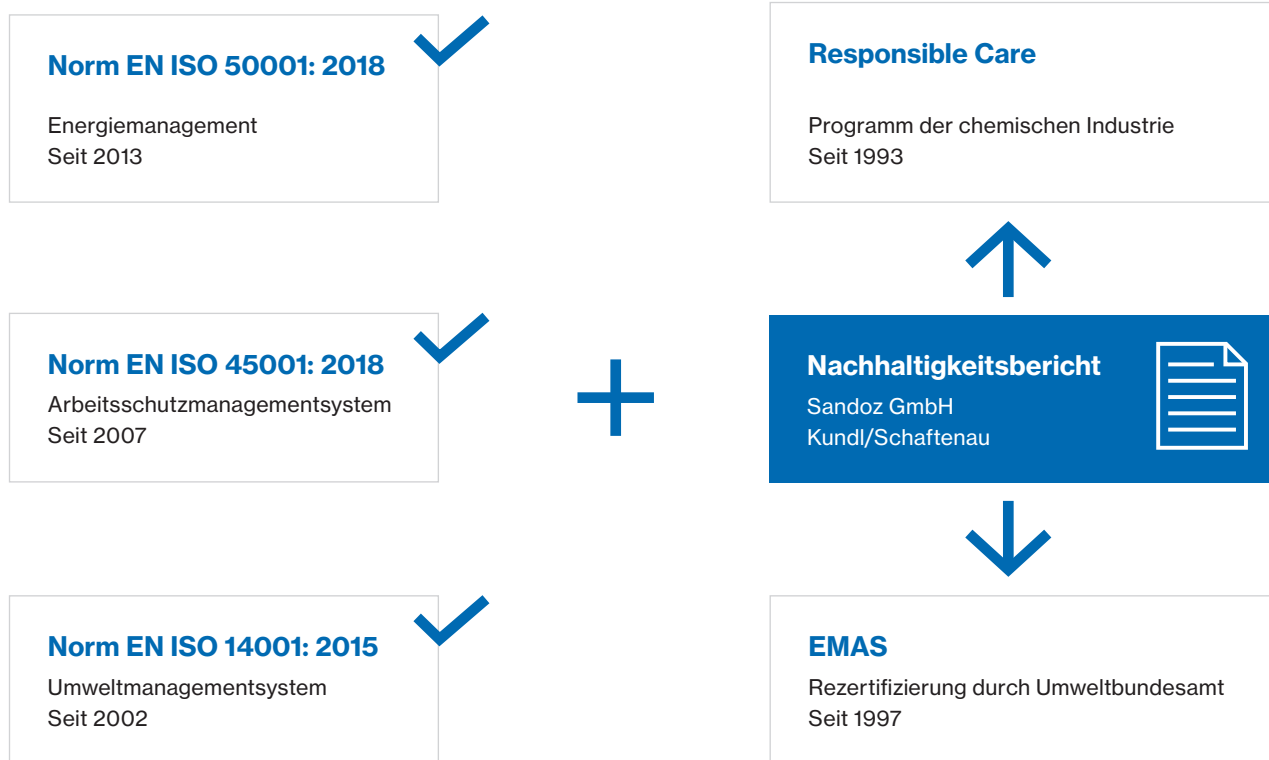 Norm EN ISO 50001: 2018
Energiemanagement
Seit 2013
Norm EN ISO 45001: 2018
Arbeitsschutzmanagementsystem
Seit 2007
Norm EN ISO 14001: 2015
Umweltmanagementsystem
Seit 2002
Responsible Care
Programm der chemischen Industrie
Seit 1993
Nachhaltigkeitsbericht
Sandoz GmbH
Kundl/Schaftenau
EMAS
Rezertifizierung durch Umweltbundesamt
Seit 1997